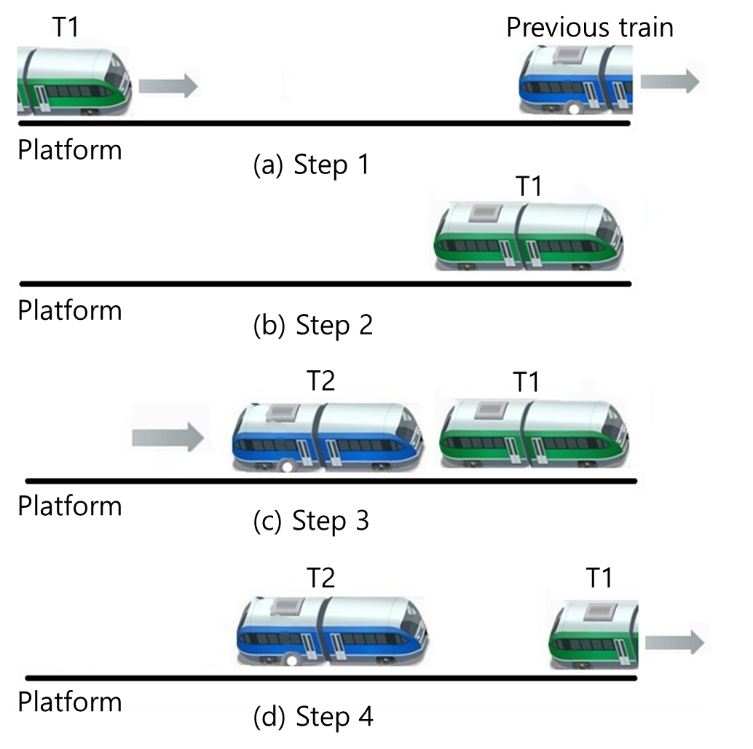 T1
Previous train
Platform
(a) Step 1
T1
Platform
(b) Step 2
T2
T1
Platform
(c) Step 3
T2
T1
Platform
(d) Step 4